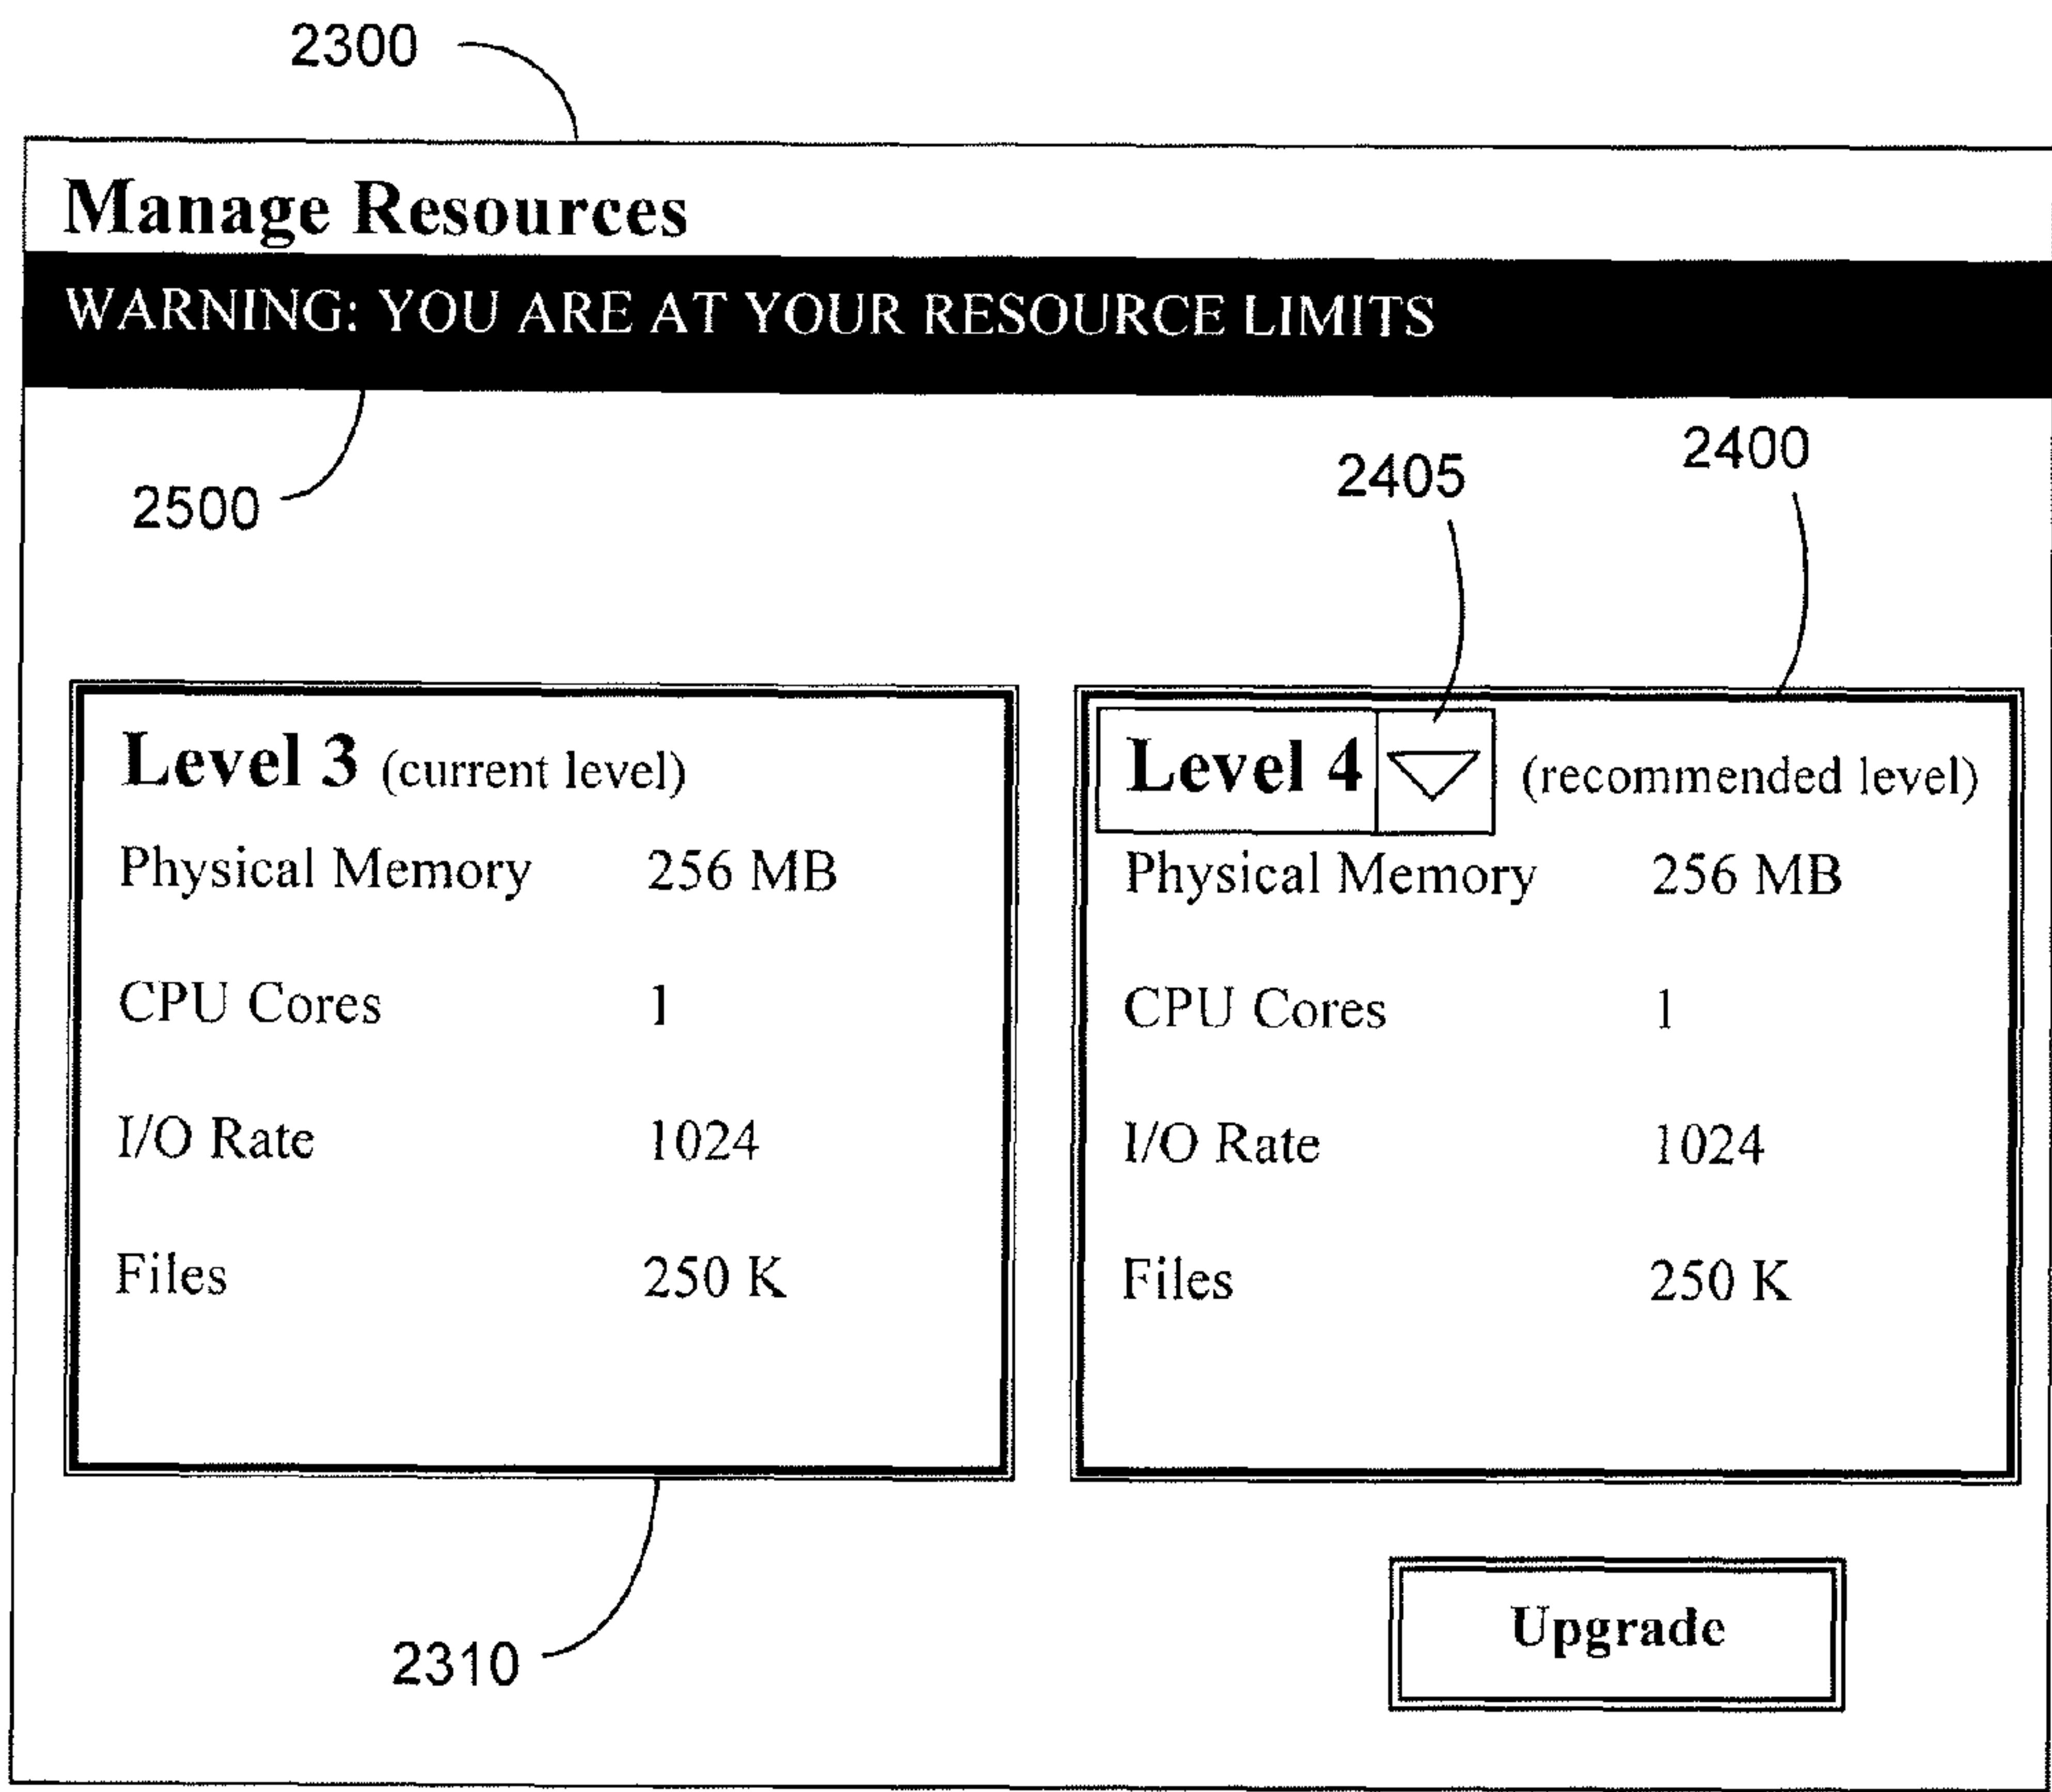 2300
Manage Resources
WARNING: YOU ARE AT YOUR RESOURCE LIMITS
2500
2405
2400
Level 3 (current level)
Physical Memory 256 MB
CPU Cores 1
I/O Rate 1024
Files 250 K
Level 4 (recommended level)
Physical Memory 256 MB
CPU Cores 1
I/O Rate 1024
Files 250 K
2310
Upgrade